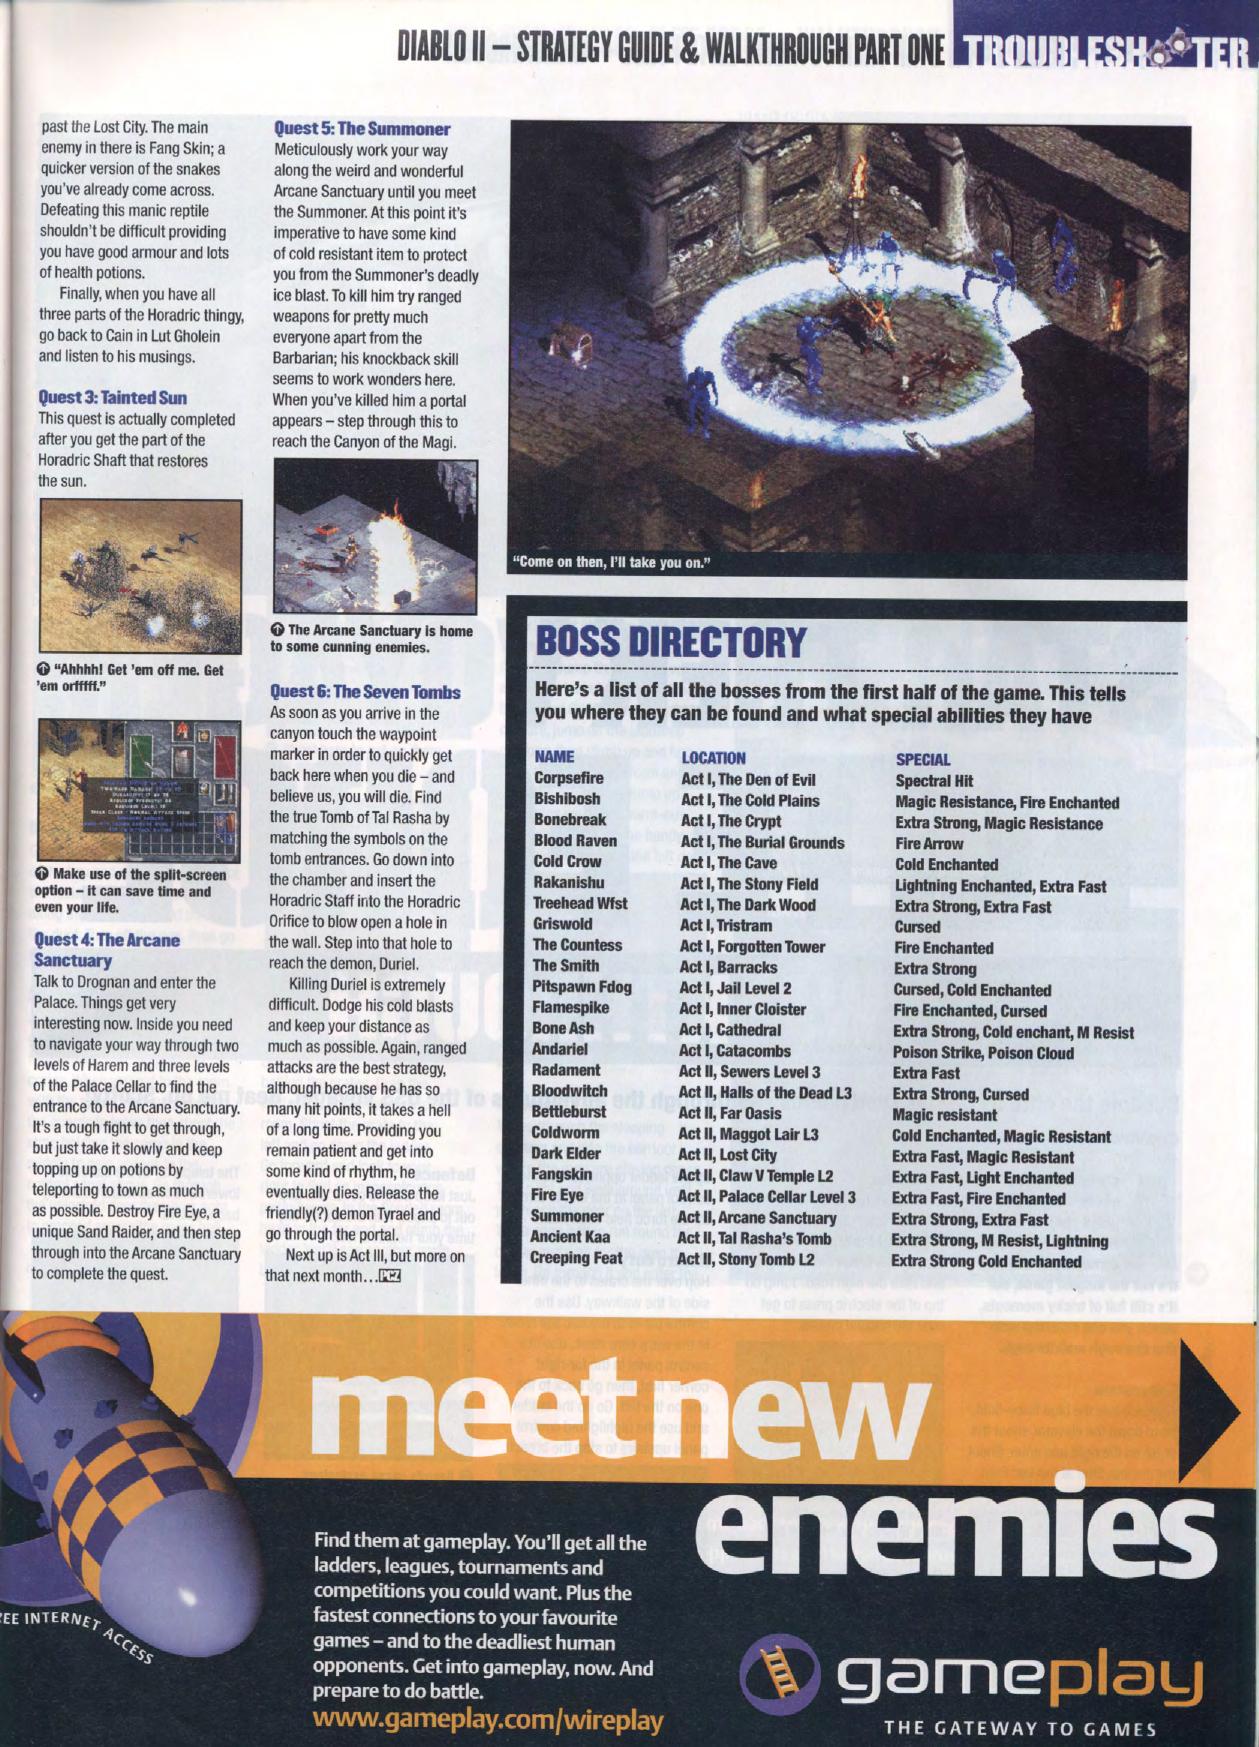 DIABLO II – STRATEGY GUIDE & WALKTHROUGH PART ONE
TROUBLESHOOTER
past the Lost City. The main
enemy in there is Fang Skin; a
quicker version of the snakes
you've already come across.
Defeating this manic reptile
shouldn't be difficult providing
you have good armour and lots
of health potions.
Finally, when you have all
three parts of the Horadric thingy,
go back to Cain in Lut Gholein
and listen to his musings.
Quest 3: Tainted Sun
This quest is actually completed
after you get the part of the
Horadric Shaft that restores
the sun.
"Ahhhh! Get 'em off me. Get
'em orfffff."
Make use of the split-screen
option – it can save time and
even your life.
Quest 4: The Arcane
Sanctuary
Talk to Drognan and enter the
Palace. Things get very
interesting now. Inside you need
to navigate your way through two
levels of Harem and three levels
of the Palace Cellar to find the
entrance to the Arcane Sanctuary.
It's a tough fight to get through,
but just take it slowly and keep
topping up on potions by
teleporting to town as much
as possible. Destroy Fire Eye, a
unique Sand Raider, and then step
through into the Arcane Sanctuary
to complete the quest.
Quest 5: The Summoner
Meticulously work your way
along the weird and wonderful
Arcane Sanctuary until you meet
the Summoner. At this point it's
imperative to have some kind
of cold resistant item to protect
you from the Summoner's deadly
ice blast. To kill him try ranged
weapons for pretty much
everyone apart from the
Barbarian; his knockback skill
seems to work wonders here.
When you've killed him a portal
appears – step through this to
reach the Canyon of the Magi.
The Arcane Sanctuary is home
to some cunning enemies.
Quest 6: The Seven Tombs
As soon as you arrive in the
canyon touch the waypoint
marker in order to quickly get
back here when you die – and
believe us, you will die. Find
the true Tomb of Tal Rasha by
matching the symbols on the
tomb entrances. Go down into
the chamber and insert the
Horadric Staff into the Horadric
Orifice to blow open a hole in
the wall. Step into that hole to
reach the demon, Duriel.
Killing Duriel is extremely
difficult. Dodge his cold blasts
and keep your distance as
much as possible. Again, ranged
attacks are the best strategy,
although because he has so
many hit points, it takes a hell
of a long time. Providing you
remain patient and get into
some kind of rhythm, he
eventually dies. Release the
friendly(?) demon Tyrael and
go through the portal.
Next up is Act III, but more on
that next month... PCZ
"Come on then, I'll take you on."
BOSS DIRECTORY
Here's a list of all the bosses from the first half of the game. This tells
you where they can be found and what special abilities they have
NAME LOCATION SPECIAL
Corpsefire Act I, The Den of Evil Spectral Hit
Bishibosh Act I, The Cold Plains Magic Resistance, Fire Enchanted
Bonebreak Act I, The Crypt Extra Strong, Magic Resistance
Blood Raven Act I, The Burial Grounds Fire Arrow
Cold Crow Act I, The Cave Cold Enchanted
Rakanishu Act I, The Stony Field Lightning Enchanted, Extra Fast
Treehead Wfst Act I, The Dark Wood Extra Strong, Extra Fast
Griswold Act I, Tristram Cursed
The Countess Act I, Forgotten Tower Fire Enchanted
The Smith Act I, Barracks Extra Strong
Pitspawn Fdog Act I, Jail Level 2 Cursed, Cold Enchanted
Flamespike Act I, Inner Cloister Fire Enchanted, Cursed
Bone Ash Act I, Cathedral Extra Strong, Cold enchant, M Resist
Andariel Act I, Catacombs Poison Strike, Poison Cloud
Radament Act II, Sewers Level 3 Extra Fast
Bloodwitch Act II, Halls of the Dead L3 Extra Strong, Cursed
Bettleburst Act II, Far Oasis Magic resistant
Coldworm Act II, Maggot Lair L3 Cold Enchanted, Magic Resistant
Dark Elder Act II, Lost City Extra Fast, Magic Resistant
Fangskin Act II, Claw V Temple L2 Extra Fast, Light Enchanted
Fire Eye Act II, Palace Cellar Level 3 Extra Fast, Fire Enchanted
Summoner Act II, Arcane Sanctuary Extra Strong, Extra Fast
Ancient Kaa Act II, Tal Rasha's Tomb Extra Strong, M Resist, Lightning
Creeping Feat Act II, Stony Tomb L2 Extra Strong Cold Enchanted
meet new
enemies
Find them at gameplay. You'll get all the
ladders, leagues, tournaments and
competitions you could want. Plus the
fastest connections to your favourite
games – and to the deadliest human
opponents. Get into gameplay, now. And
prepare to do battle.
www.gameplay.com/wireplay
EE INTERNET ACCESS
gameplay
THE GATEWAY TO GAMES